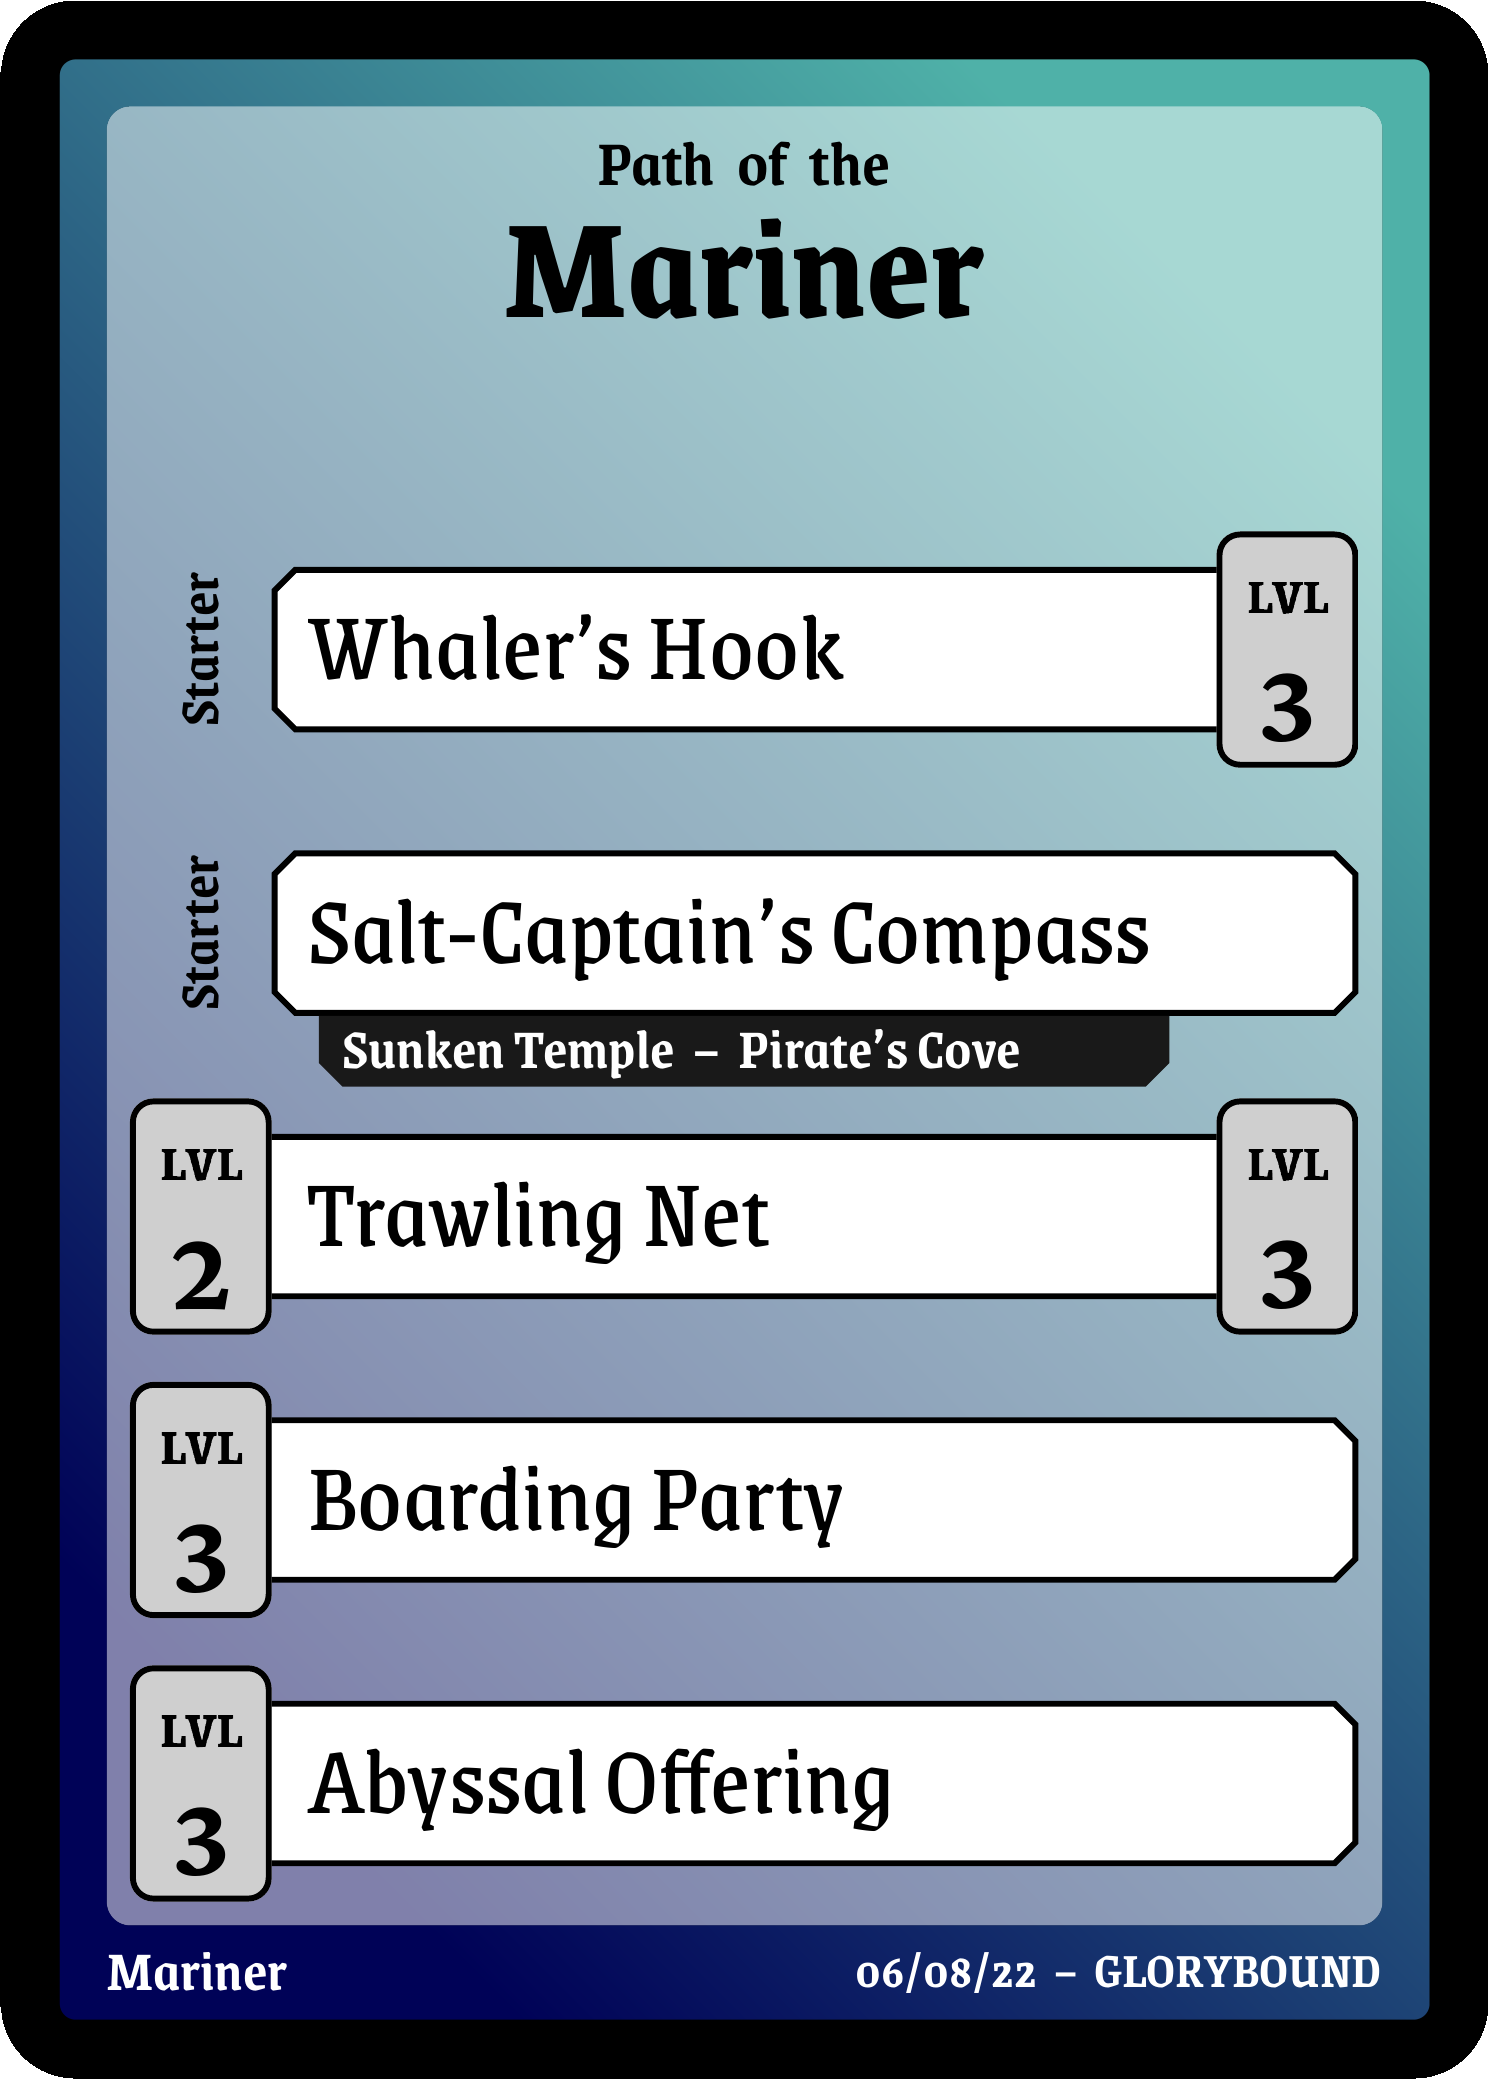 Path of the
Mariner
Starter
Whaler’s Hook
LVL
3
Starter
Salt-Captain’s Compass
Sunken Temple – Pirate’s Cove
LVL
2
Trawling Net
LVL
3
LVL
3
Boarding Party
LVL
3
Abyssal Offering
Mariner
06/08/22 – GLORYBOUND